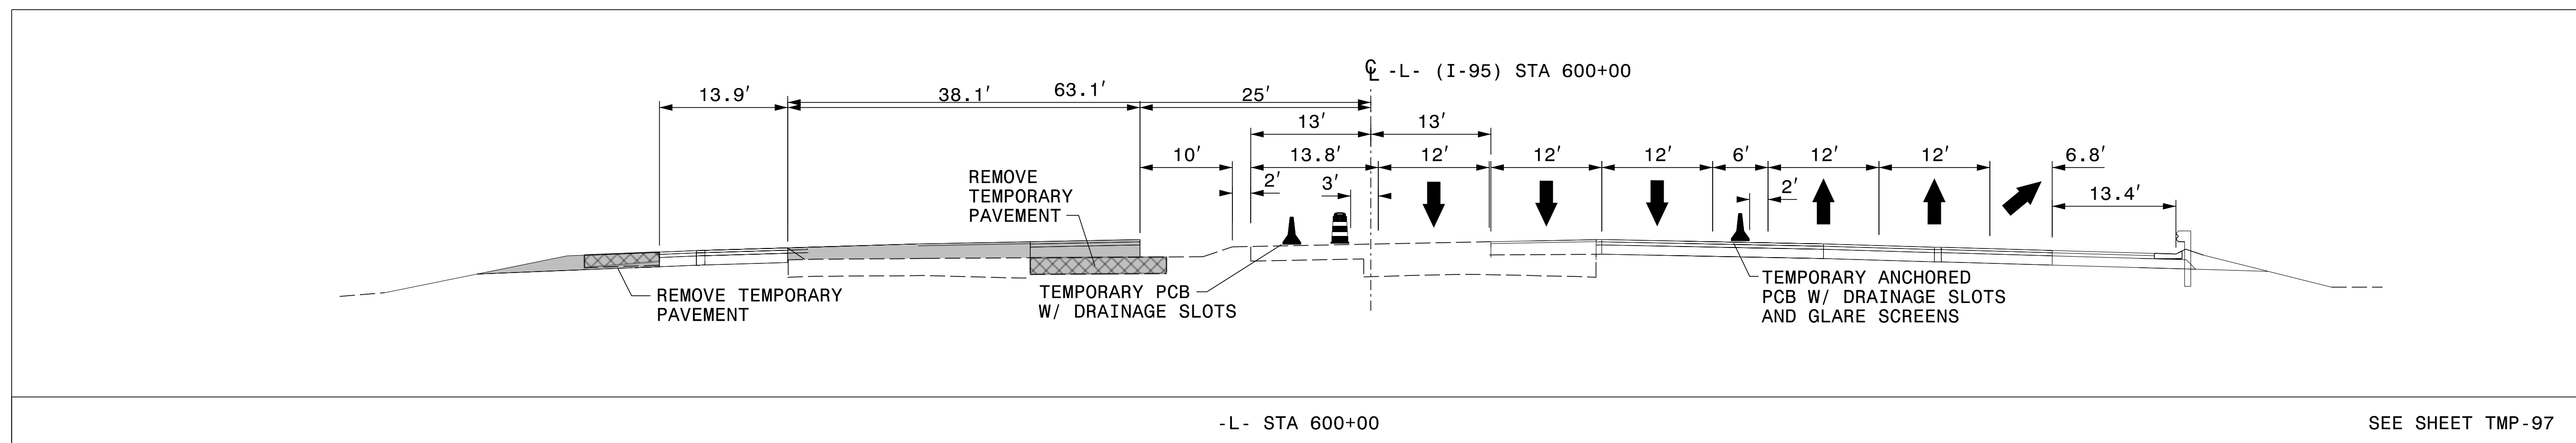 ℄ -L- (I-95) STA 600+00
13.9'
38.1'
63.1'
25'
13'
13'
10'
13.8'
12'
12'
12'
6'
12'
12'
6.8'
2'
3'
2'
13.4'
REMOVE
TEMPORARY
PAVEMENT
REMOVE TEMPORARY
PAVEMENT
TEMPORARY PCB
W/ DRAINAGE SLOTS
TEMPORARY ANCHORED
PCB W/ DRAINAGE SLOTS
AND GLARE SCREENS
-L- STA 600+00
SEE SHEET TMP-97